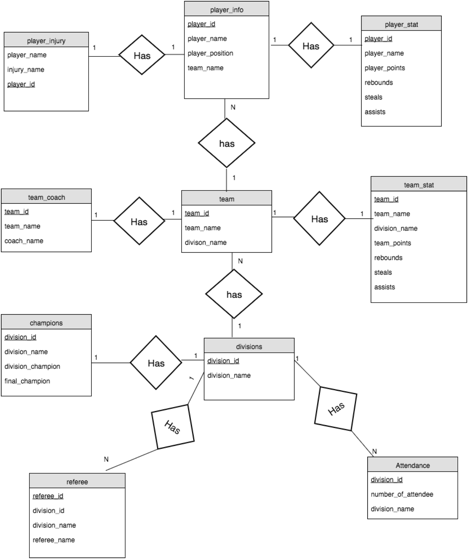 player_info
player_id
player_name
player_position
team_name
player_stat
player_id
player_name
player_points
rebounds
steals
assists
player_injury
player_name
injury_name
player_id
1
Has
1
1
Has
1
N
has
1
team_coach
team_id
team_name
coach_name
1
Has
1
team
team_id
team_name
divison_name
1
Has
1
team_stat
team_id
team_name
division_name
team_points
rebounds
steals
assists
N
has
1
champions
division_id
division_name
division_champion
final_champion
1
Has
1
divisions
division_id
division_name
1
Has
N
1
Has
N
referee
referee_id
division_id
division_name
referee_name
Attendance
division_id
number_of_attendee
division_name